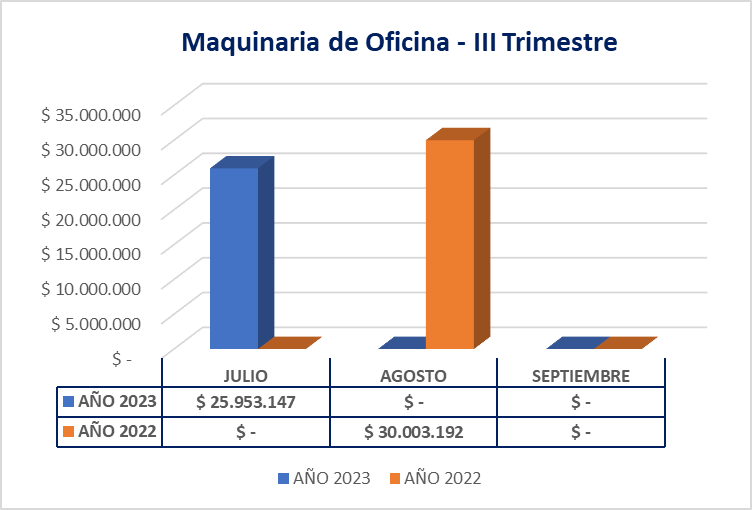 Maquinaria de Oficina - III Trimestre
$ 35.000.000
$ 30.000.000
$ 25.000.000
$ 20.000.000
$ 15.000.000
$ 10.000.000
$ 5.000.000
$ -
JULIO AGOSTO SEPTIEMBRE
AÑO 2023 $ 25.953.147 $ - $ -
AÑO 2022 $ - $ 30.003.192 $ -
AÑO 2023 AÑO 2022